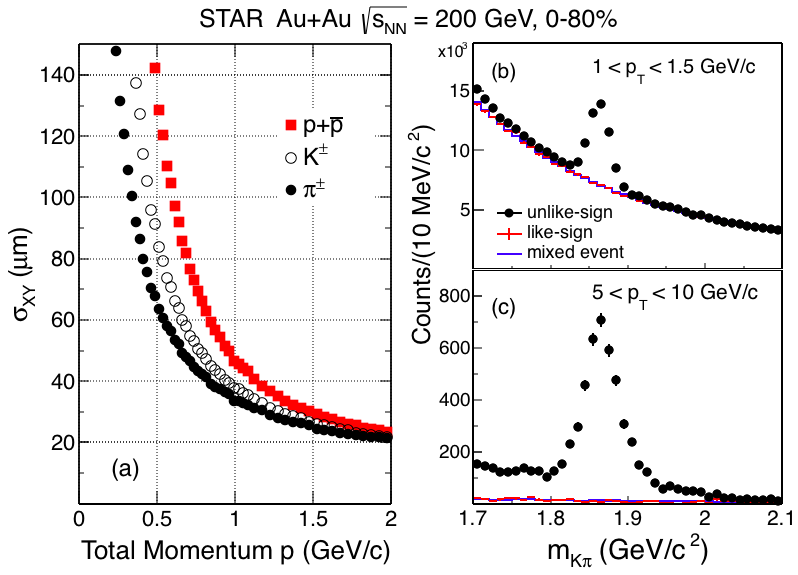 STAR Au+Au √sNN = 200 GeV, 0-80%
σXY (μm)
140
120
100
80
60
40
20
p+p̅
K±
π±
(a)
0
0.5
1
1.5
2
Total Momentum p (GeV/c)
Counts/(10 MeV/c²)
×10³
15
10
5
(b)
1 < pT < 1.5 GeV/c
unlike-sign
like-sign
mixed event
800
600
400
200
0
(c)
5 < pT < 10 GeV/c
1.7
1.8
1.9
2
2.1
mKπ (GeV/c²)